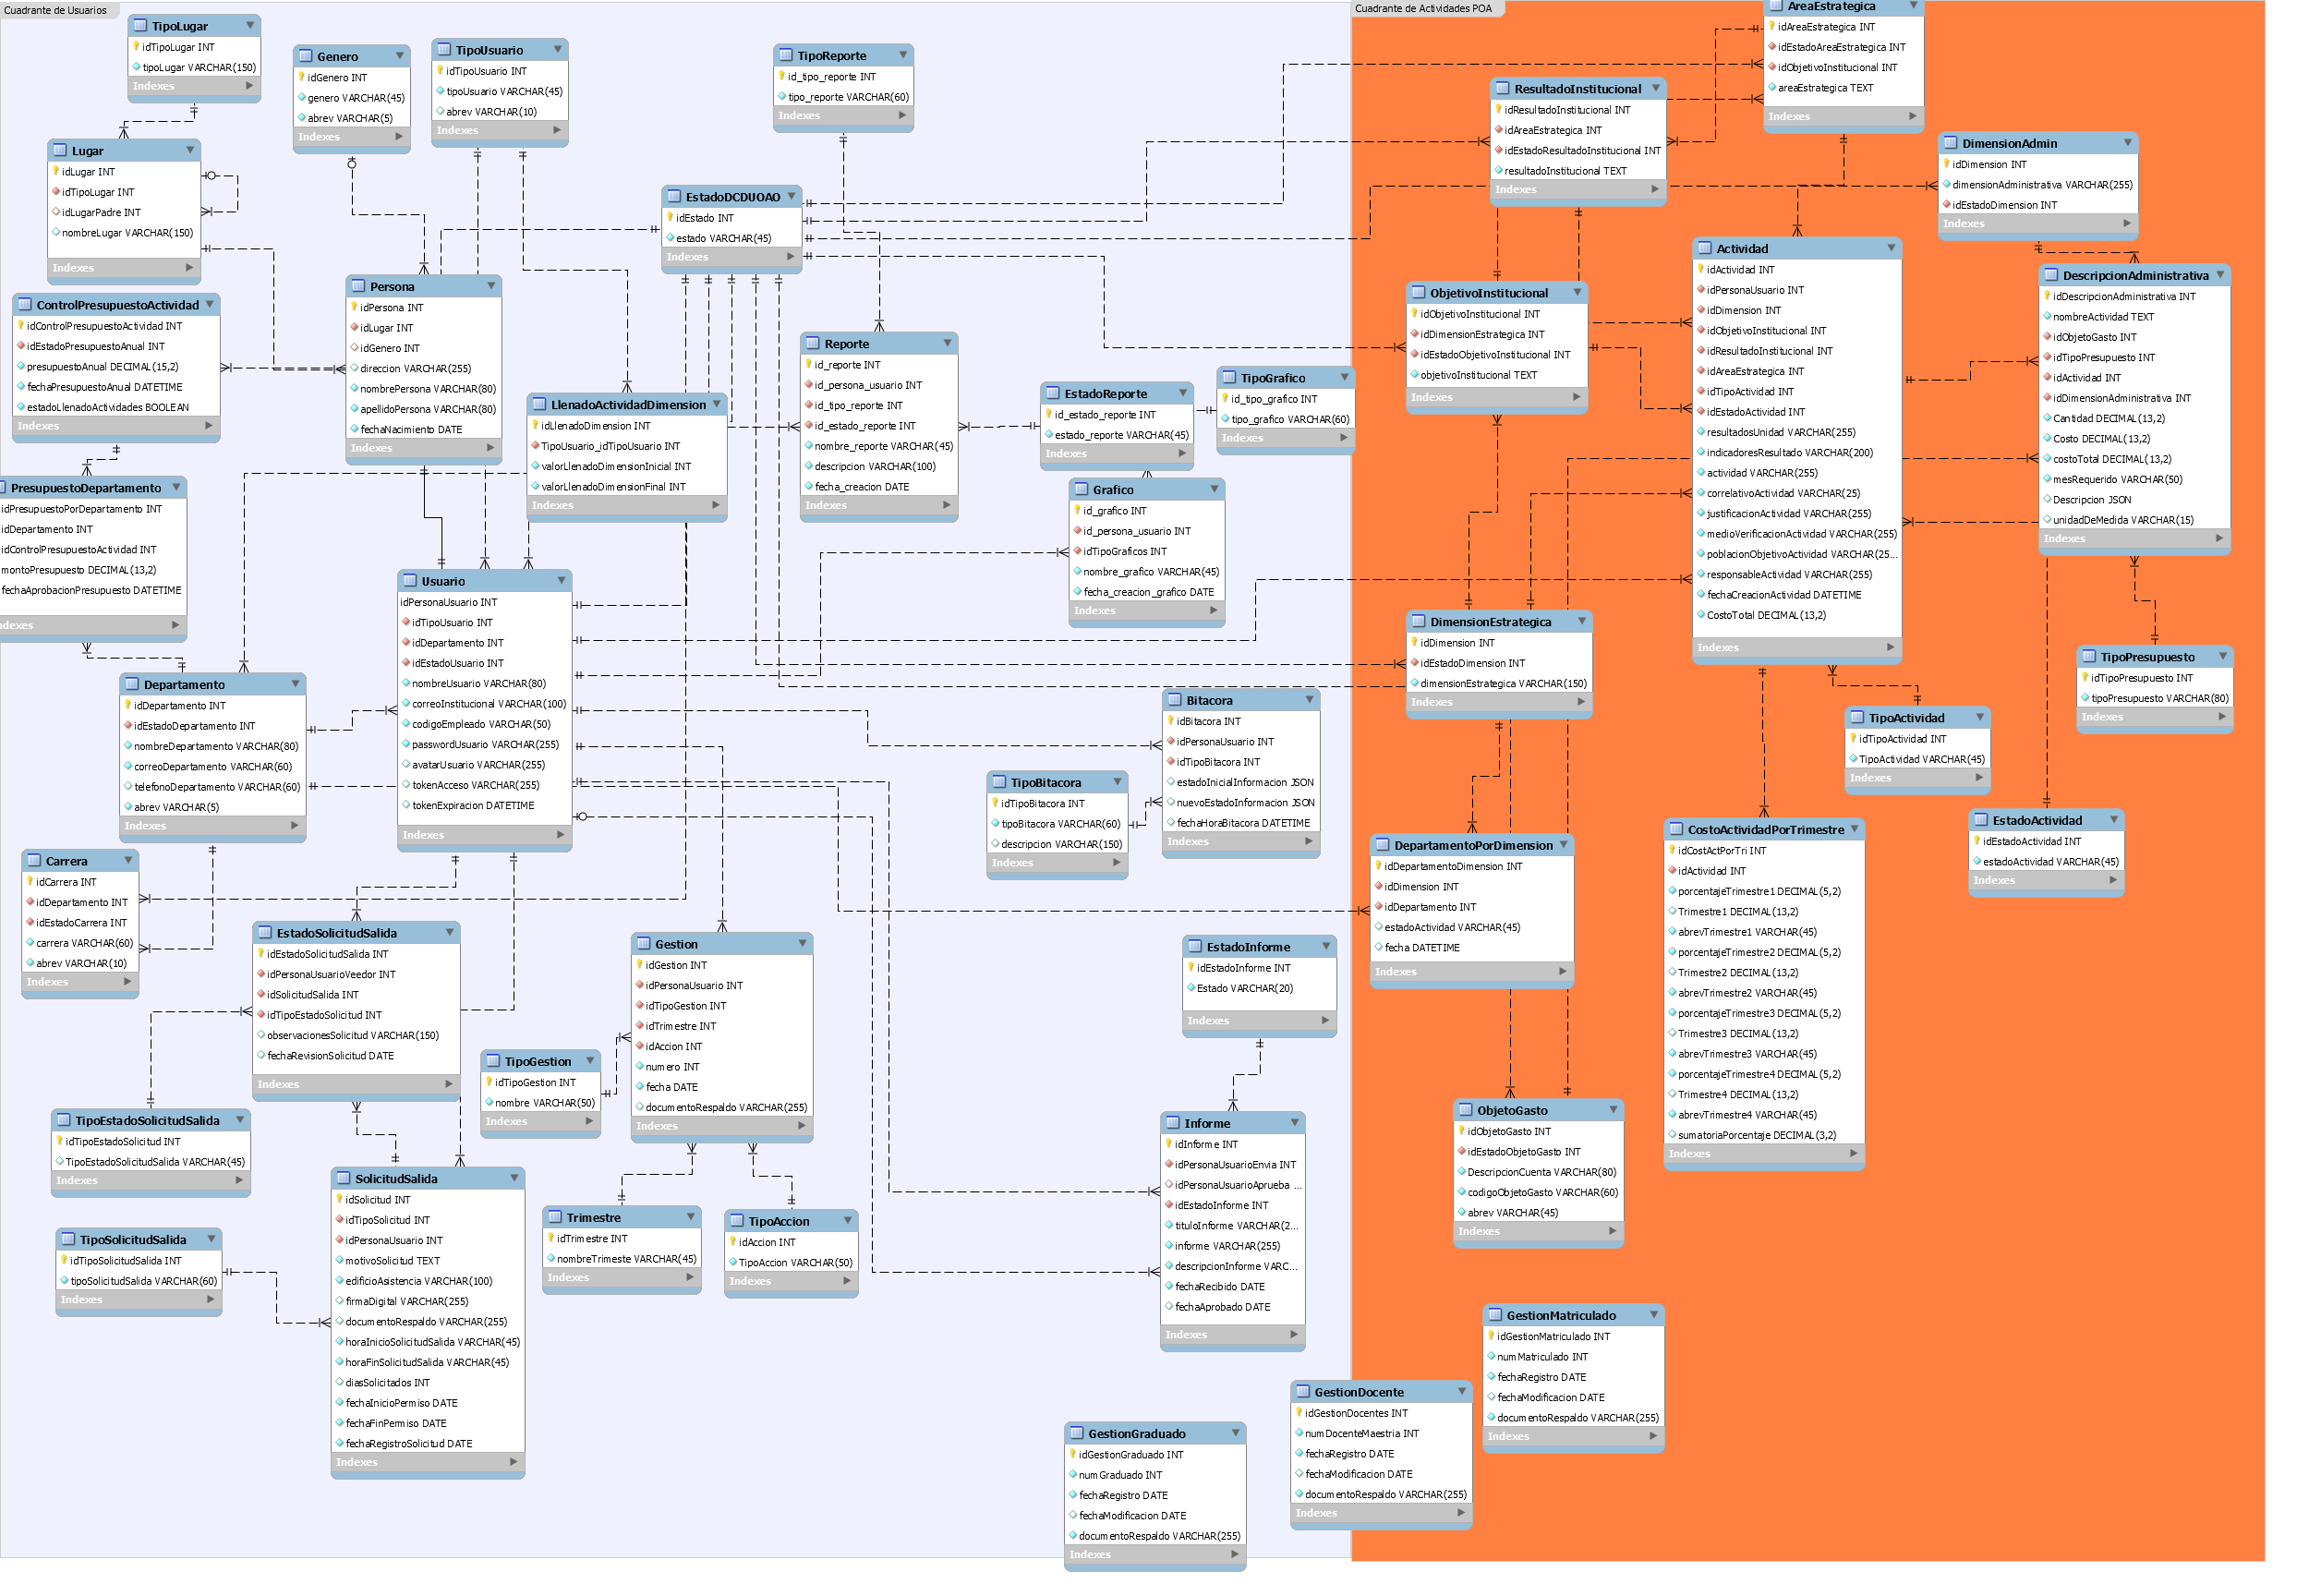 Cuadrante de Usuarios
TipoLugar
idTipoLugar INT
tipoLugar VARCHAR(150)
Indexes
Genero
idGenero INT
genero VARCHAR(45)
abrev VARCHAR(5)
Indexes
TipoUsuario
idTipoUsuario INT
tipoUsuario VARCHAR(45)
abrev VARCHAR(10)
Indexes
TipoReporte
id_tipo_reporte INT
tipo_reporte VARCHAR(60)
Indexes
Lugar
idLugar INT
idTipoLugar INT
idLugarPadre INT
nombreLugar VARCHAR(150)
Indexes
EstadoDCDUOAO
idEstado INT
estado VARCHAR(45)
Indexes
ControlPresupuestoActividad
idControlPresupuestoActividad INT
idEstadoPresupuestoAnual INT
presupuestoAnual DECIMAL(15,2)
fechaPresupuestoAnual DATETIME
estadoLlenadoActividades BOOLEAN
Indexes
Persona
idPersona INT
idLugar INT
idGenero INT
direccion VARCHAR(255)
nombrePersona VARCHAR(80)
apellidoPersona VARCHAR(80)
fechaNacimiento DATE
Indexes
LlenadoActividadDimension
idLlenadoDimension INT
TipoUsuario_idTipoUsuario INT
valorLlenadoDimensionInicial INT
valorLlenadoDimensionFinal INT
Indexes
Reporte
id_reporte INT
id_persona_usuario INT
id_tipo_reporte INT
id_estado_reporte INT
nombre_reporte VARCHAR(45)
descripcion VARCHAR(100)
fecha_creacion DATE
Indexes
EstadoReporte
id_estado_reporte INT
estado_reporte VARCHAR(45)
Indexes
TipoGrafico
id_tipo_grafico INT
tipo_grafico VARCHAR(60)
Indexes
Grafico
id_grafico INT
id_persona_usuario INT
idTipoGraficos INT
nombre_grafico VARCHAR(45)
fecha_creacion_grafico DATE
Indexes
PresupuestoDepartamento
idPresupuestoPorDepartamento INT
idDepartamento INT
idControlPresupuestoActividad INT
montoPresupuesto DECIMAL(13,2)
fechaAprobacionPresupuesto DATETIME
ndexes
Usuario
idPersonaUsuario INT
idTipoUsuario INT
idDepartamento INT
idEstadoUsuario INT
nombreUsuario VARCHAR(80)
correoInstitucional VARCHAR(100)
codigoEmpleado VARCHAR(50)
passwordUsuario VARCHAR(255)
avatarUsuario VARCHAR(255)
tokenAcceso VARCHAR(255)
tokenExpiracion DATETIME
Indexes
Departamento
idDepartamento INT
idEstadoDepartamento INT
nombreDepartamento VARCHAR(80)
correoDepartamento VARCHAR(60)
telefonoDepartamento VARCHAR(60)
abrev VARCHAR(5)
Indexes
Bitacora
idBitacora INT
idPersonaUsuario INT
idTipoBitacora INT
estadoInicialInformacion JSON
nuevoEstadoInformacion JSON
fechaHoraBitacora DATETIME
Indexes
TipoBitacora
idTipoBitacora INT
tipoBitacora VARCHAR(60)
descripcion VARCHAR(150)
Indexes
Carrera
idCarrera INT
idDepartamento INT
idEstadoCarrera INT
carrera VARCHAR(60)
abrev VARCHAR(10)
Indexes
EstadoSolicitudSalida
idEstadoSolicitudSalida INT
idPersonaUsuarioVeedor INT
idSolicitudSalida INT
idTipoEstadoSolicitud INT
observacionesSolicitud VARCHAR(150)
fechaRevisionSolicitud DATE
Indexes
Gestion
idGestion INT
idPersonaUsuario INT
idTipoGestion INT
idTrimestre INT
idAccion INT
numero INT
fecha DATE
documentoRespaldo VARCHAR(255)
Indexes
TipoGestion
idTipoGestion INT
nombre VARCHAR(50)
Indexes
EstadoInforme
idEstadoInforme INT
Estado VARCHAR(20)
Indexes
TipoEstadoSolicitudSalida
idTipoEstadoSolicitud INT
TipoEstadoSolicitudSalida VARCHAR(45)
Indexes
SolicitudSalida
idSolicitud INT
idTipoSolicitud INT
idPersonaUsuario INT
motivoSolicitud TEXT
edificioAsistencia VARCHAR(100)
firmaDigital VARCHAR(255)
documentoRespaldo VARCHAR(255)
horaInicioSolicitudSalida VARCHAR(45)
horaFinSolicitudSalida VARCHAR(45)
diasSolicitados INT
fechaInicioPermiso DATE
fechaFinPermiso DATE
fechaRegistroSolicitud DATE
Indexes
TipoSolicitudSalida
idTipoSolicitudSalida INT
tipoSolicitudSalida VARCHAR(60)
Indexes
Trimestre
idTrimestre INT
nombreTrimeste VARCHAR(45)
Indexes
TipoAccion
idAccion INT
TipoAccion VARCHAR(50)
Indexes
Informe
idInforme INT
idPersonaUsuarioEnvia INT
idPersonaUsuarioAprueba ...
idEstadoInforme INT
tituloInforme VARCHAR(2...
informe VARCHAR(255)
descripcionInforme VARC...
fechaRecibido DATE
fechaAprobado DATE
Indexes
GestionGraduado
idGestionGraduado INT
numGraduado INT
fechaRegistro DATE
fechaModificacion DATE
documentoRespaldo VARCHAR(255)
Indexes
GestionDocente
idGestionDocentes INT
numDocenteMaestria INT
fechaRegistro DATE
fechaModificacion DATE
documentoRespaldo VARCHAR(255)
Indexes
Cuadrante de Actividades POA
AreaEstrategica
idAreaEstrategica INT
idEstadoAreaEstrategica INT
idObjetivoInstitucional INT
areaEstrategica TEXT
Indexes
ResultadoInstitucional
idResultadoInstitucional INT
idAreaEstrategica INT
idEstadoResultadoInstitucional INT
resultadoInstitucional TEXT
Indexes
DimensionAdmin
idDimension INT
dimensionAdministrativa VARCHAR(255)
idEstadoDimension INT
Indexes
Actividad
idActividad INT
idPersonaUsuario INT
idDimension INT
idObjetivoInstitucional INT
idResultadoInstitucional INT
idAreaEstrategica INT
idTipoActividad INT
idEstadoActividad INT
resultadosUnidad VARCHAR(255)
indicadoresResultado VARCHAR(200)
actividad VARCHAR(255)
correlativoActividad VARCHAR(25)
justificacionActividad VARCHAR(255)
medioVerificacionActividad VARCHAR(255)
poblacionObjetivoActividad VARCHAR(25...
responsableActividad VARCHAR(255)
fechaCreacionActividad DATETIME
CostoTotal DECIMAL(13,2)
Indexes
DescripcionAdministrativa
idDescripcionAdministrativa INT
nombreActividad TEXT
idObjetoGasto INT
idTipoPresupuesto INT
idActividad INT
idDimensionAdministrativa INT
Cantidad DECIMAL(13,2)
Costo DECIMAL(13,2)
costoTotal DECIMAL(13,2)
mesRequerido VARCHAR(50)
Descripcion JSON
unidadDeMedida VARCHAR(15)
Indexes
ObjetivoInstitucional
idObjetivoInstitucional INT
idDimensionEstrategica INT
idEstadoObjetivoInstitucional INT
objetivoInstitucional TEXT
Indexes
DimensionEstrategica
idDimension INT
idEstadoDimension INT
dimensionEstrategica VARCHAR(150)
Indexes
TipoPresupuesto
idTipoPresupuesto INT
tipoPresupuesto VARCHAR(80)
Indexes
TipoActividad
idTipoActividad INT
TipoActividad VARCHAR(45)
Indexes
EstadoActividad
idEstadoActividad INT
estadoActividad VARCHAR(45)
Indexes
DepartamentoPorDimension
idDepartamentoDimension INT
idDimension INT
idDepartamento INT
estadoActividad VARCHAR(45)
fecha DATETIME
Indexes
CostoActividadPorTrimestre
idCostActPorTri INT
idActividad INT
porcentajeTrimestre1 DECIMAL(5,2)
Trimestre1 DECIMAL(13,2)
abrevTrimestre1 VARCHAR(45)
porcentajeTrimestre2 DECIMAL(5,2)
Trimestre2 DECIMAL(13,2)
abrevTrimestre2 VARCHAR(45)
porcentajeTrimestre3 DECIMAL(5,2)
Trimestre3 DECIMAL(13,2)
abrevTrimestre3 VARCHAR(45)
porcentajeTrimestre4 DECIMAL(5,2)
Trimestre4 DECIMAL(13,2)
abrevTrimestre4 VARCHAR(45)
sumatoriaPorcentaje DECIMAL(3,2)
Indexes
ObjetoGasto
idObjetoGasto INT
idEstadoObjetoGasto INT
DescripcionCuenta VARCHAR(80)
codigoObjetoGasto VARCHAR(60)
abrev VARCHAR(45)
Indexes
GestionMatriculado
idGestionMatriculado INT
numMatriculado INT
fechaRegistro DATE
fechaModificacion DATE
documentoRespaldo VARCHAR(255)
Indexes